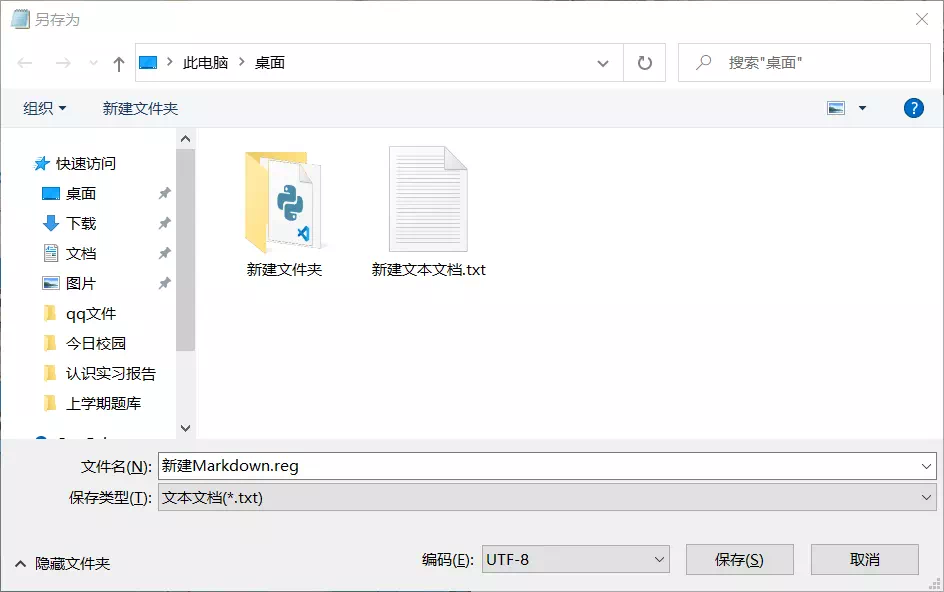 另存为
此电脑 > 桌面
搜索"桌面"
组织
新建文件夹
?
快速访问
桌面
下载
文档
图片
qq文件
今日校园
认识实习报告
上学期题库
新建文件夹
新建文本文档.txt
文件名(N):
新建Markdown.reg
保存类型(T):
文本文档(*.txt)
隐藏文件夹
编码(E):
UTF-8
保存(S)
取消